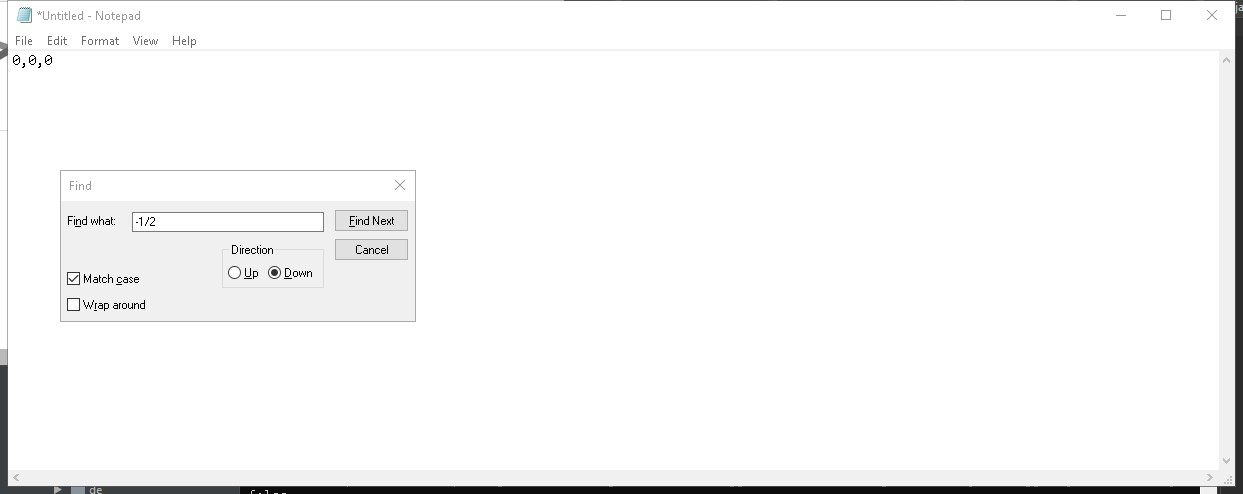 *Untitled - Notepad
File Edit Format View Help
0,0,0
Find
Find what: -1/2 Find Next
Direction Cancel
Up Down
Match case
Wrap around
de